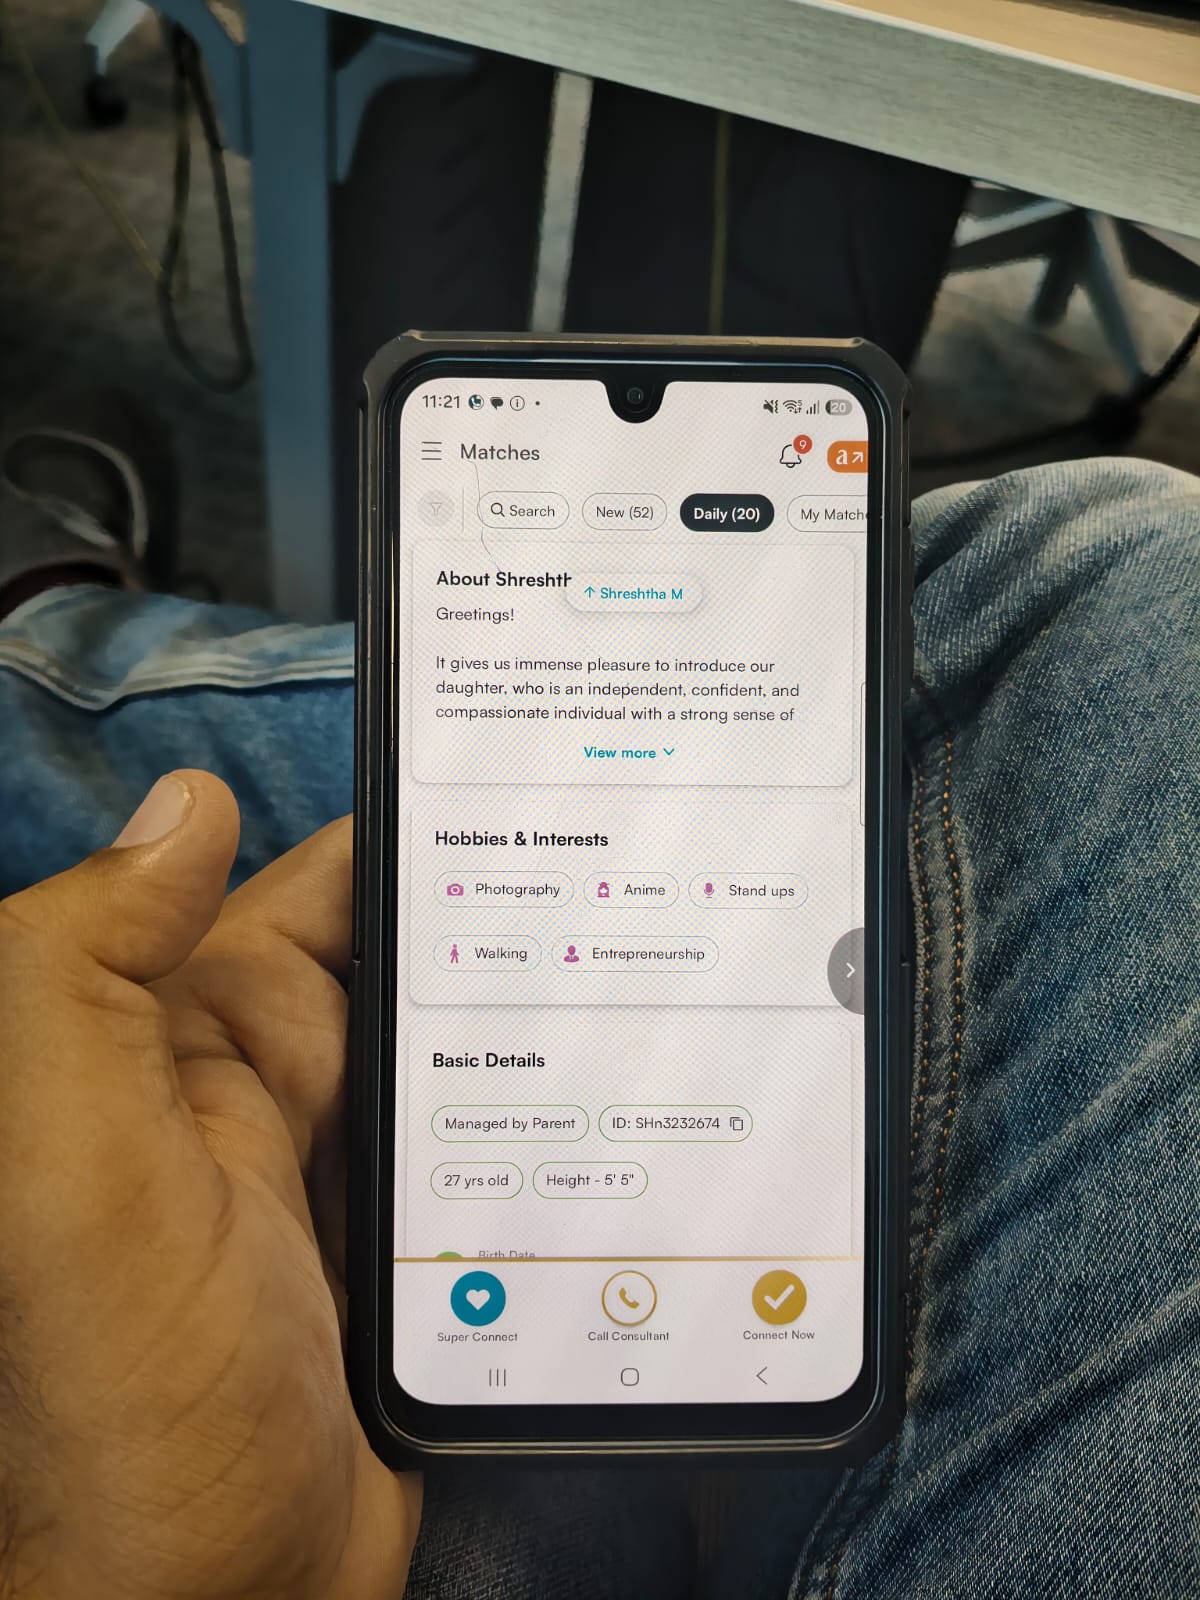 11:21
20
Matches
9
a
Search
New (52)
Daily (20)
My Matche
About Shreshth
Shreshtha M
Greetings!
It gives us immense pleasure to introduce our
daughter, who is an independent, confident, and
compassionate individual with a strong sense of
View more
Hobbies & Interests
Photography
Anime
Stand ups
Walking
Entrepreneurship
Basic Details
Managed by Parent
ID: SHn3232674
27 yrs old
Height - 5' 5"
Birth Date
Super Connect
Call Consultant
Connect Now